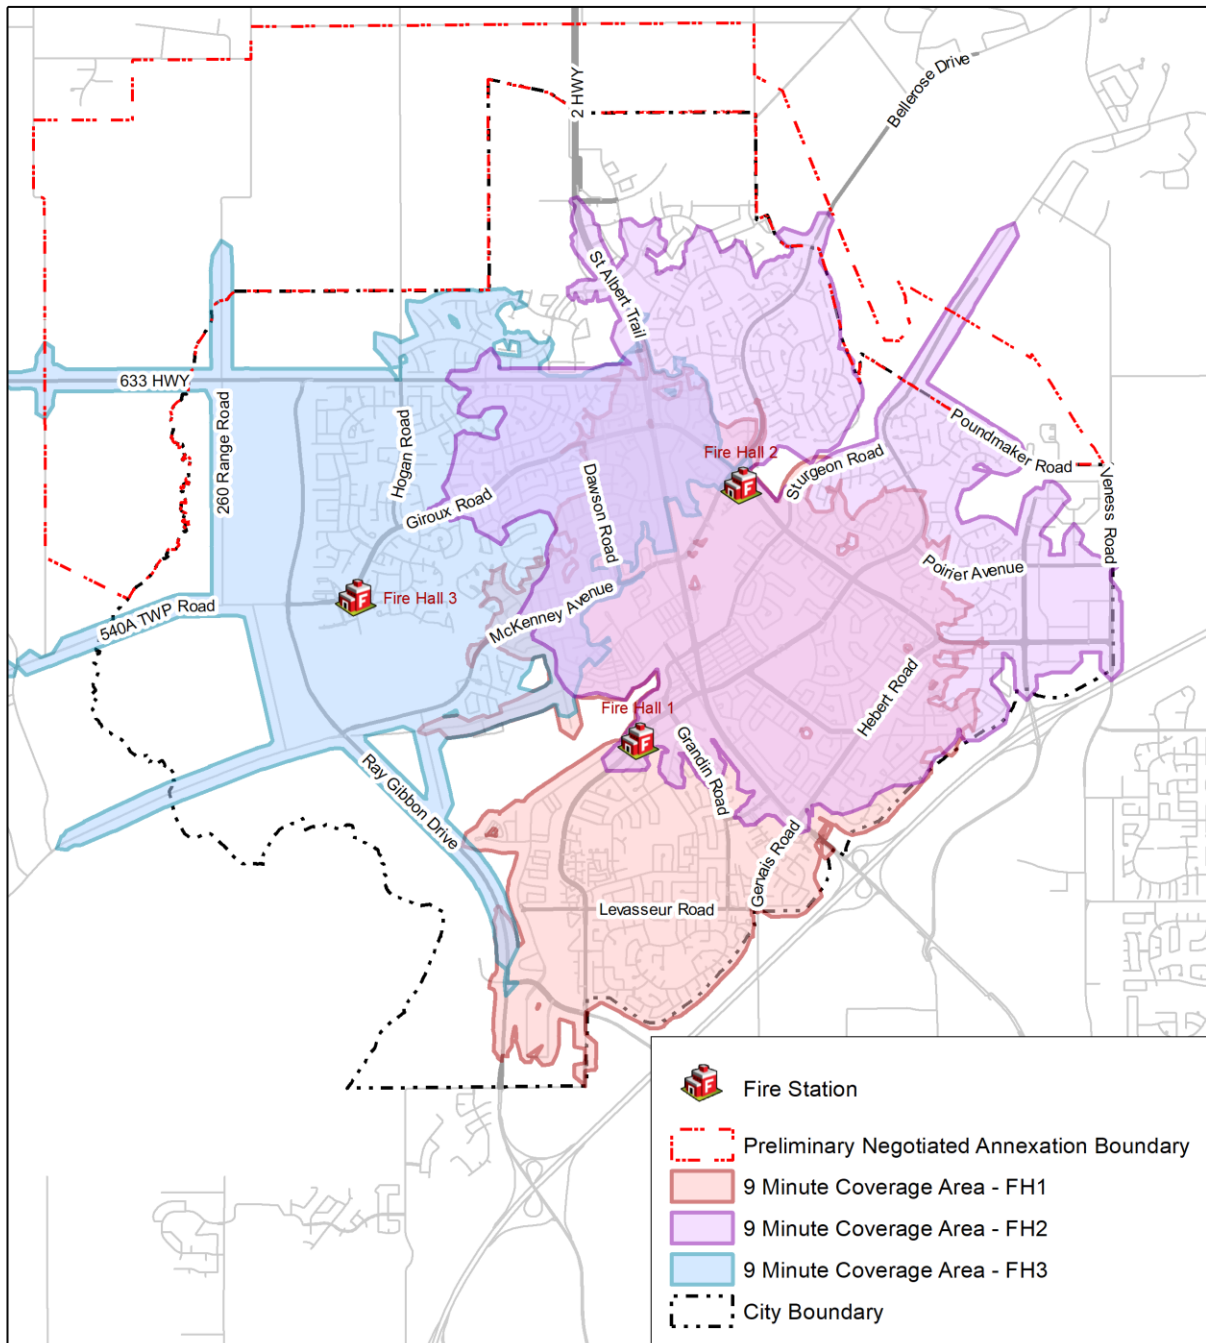 2 HWY
Bellerose Drive
St Albert Trail
633 HWY
260 Range Road
Hogan Road
Giroux Road
Dawson Road
Fire Hall 2
Sturgeon Road
Poundmaker Road
Veness Road
Poirier Avenue
Fire Hall 3
540A TWP Road
McKenney Avenue
Hebert Road
Fire Hall 1
Grandin Road
Ray Gibbon Drive
Gervais Road
Levasseur Road
Fire Station
Preliminary Negotiated Annexation Boundary
9 Minute Coverage Area - FH1
9 Minute Coverage Area - FH2
9 Minute Coverage Area - FH3
City Boundary